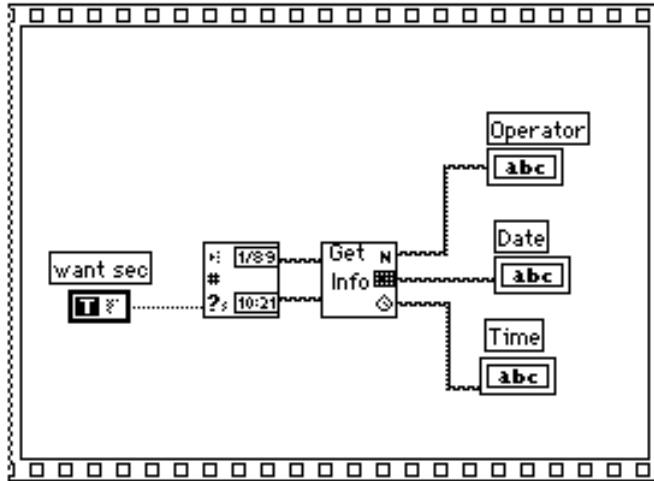 Operator
abc
Date
abc
want sec
T F
1/89
#
?s 10:21
Get N
Info
Time
abc